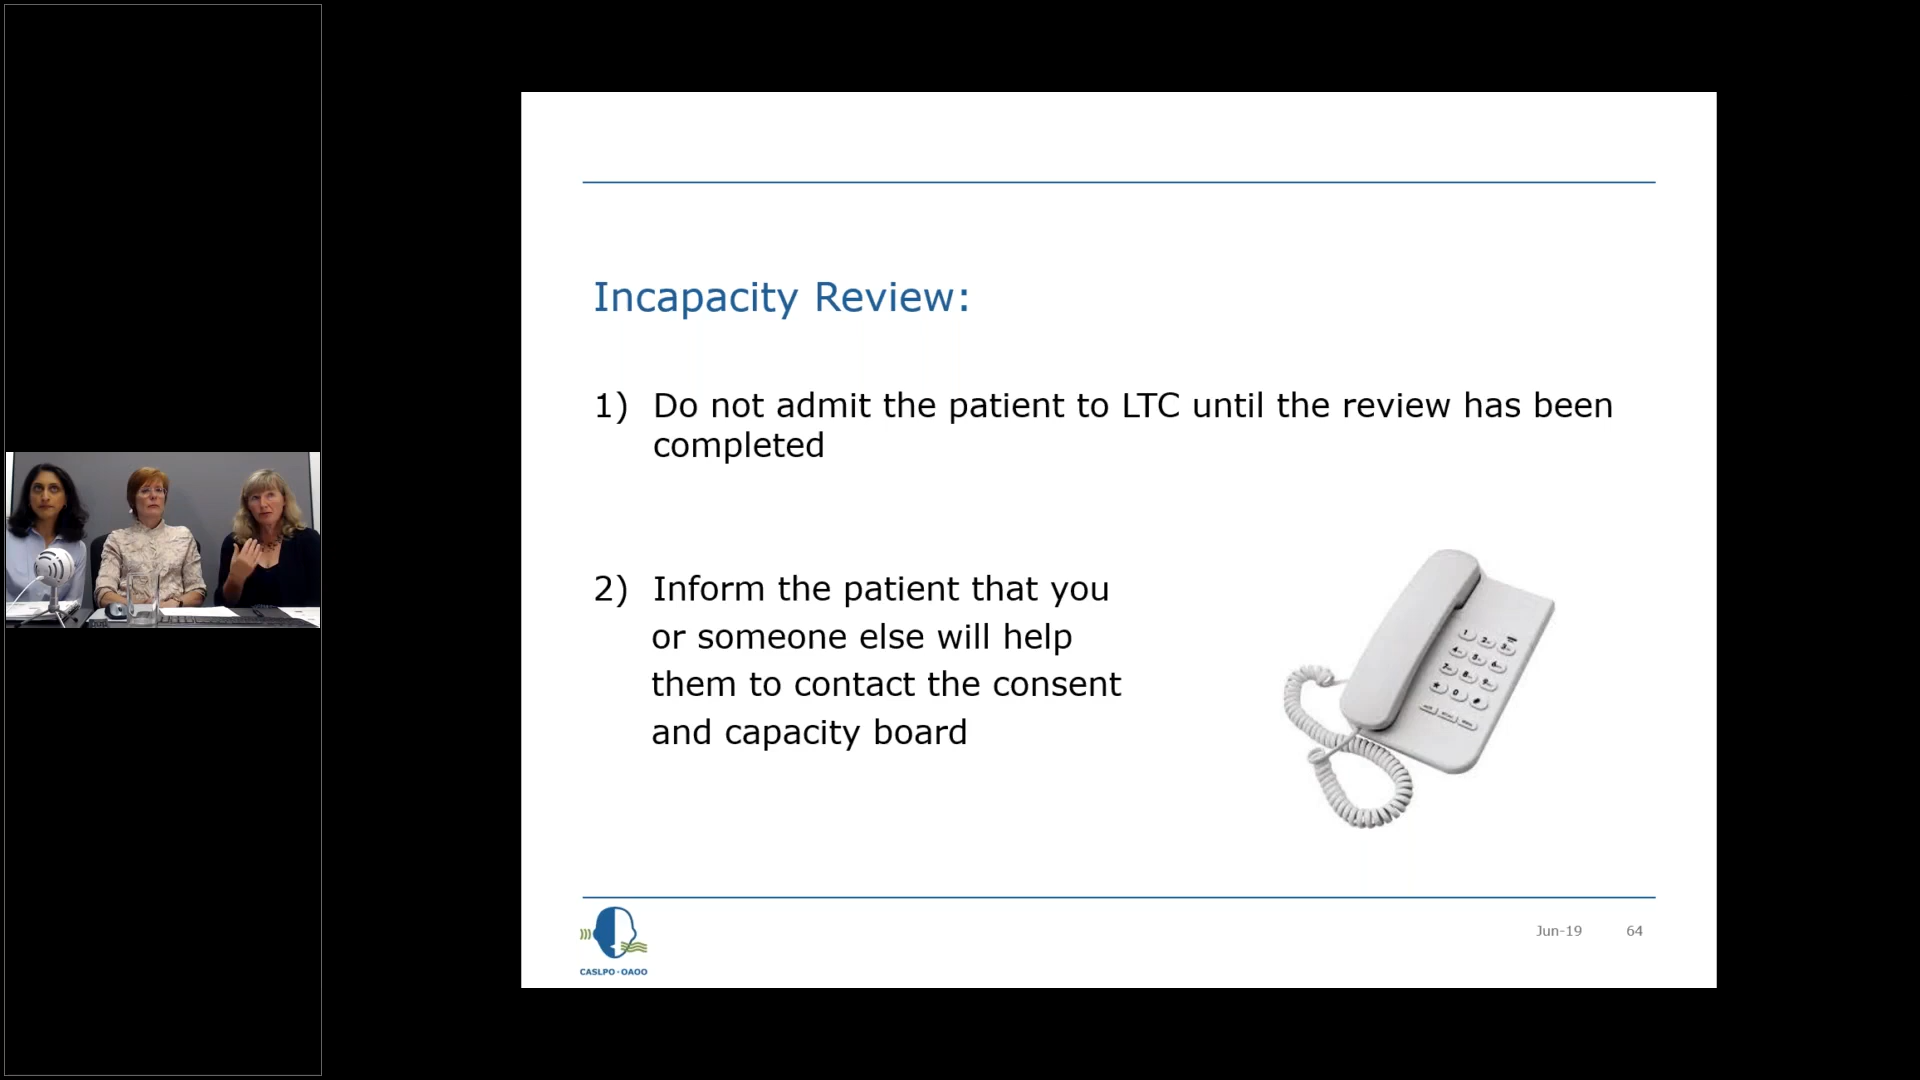 Incapacity Review:
1) Do not admit the patient to LTC until the review has been
completed
2) Inform the patient that you
or someone else will help
them to contact the consent
and capacity board
CASLPO·OAOO
Jun-19 64